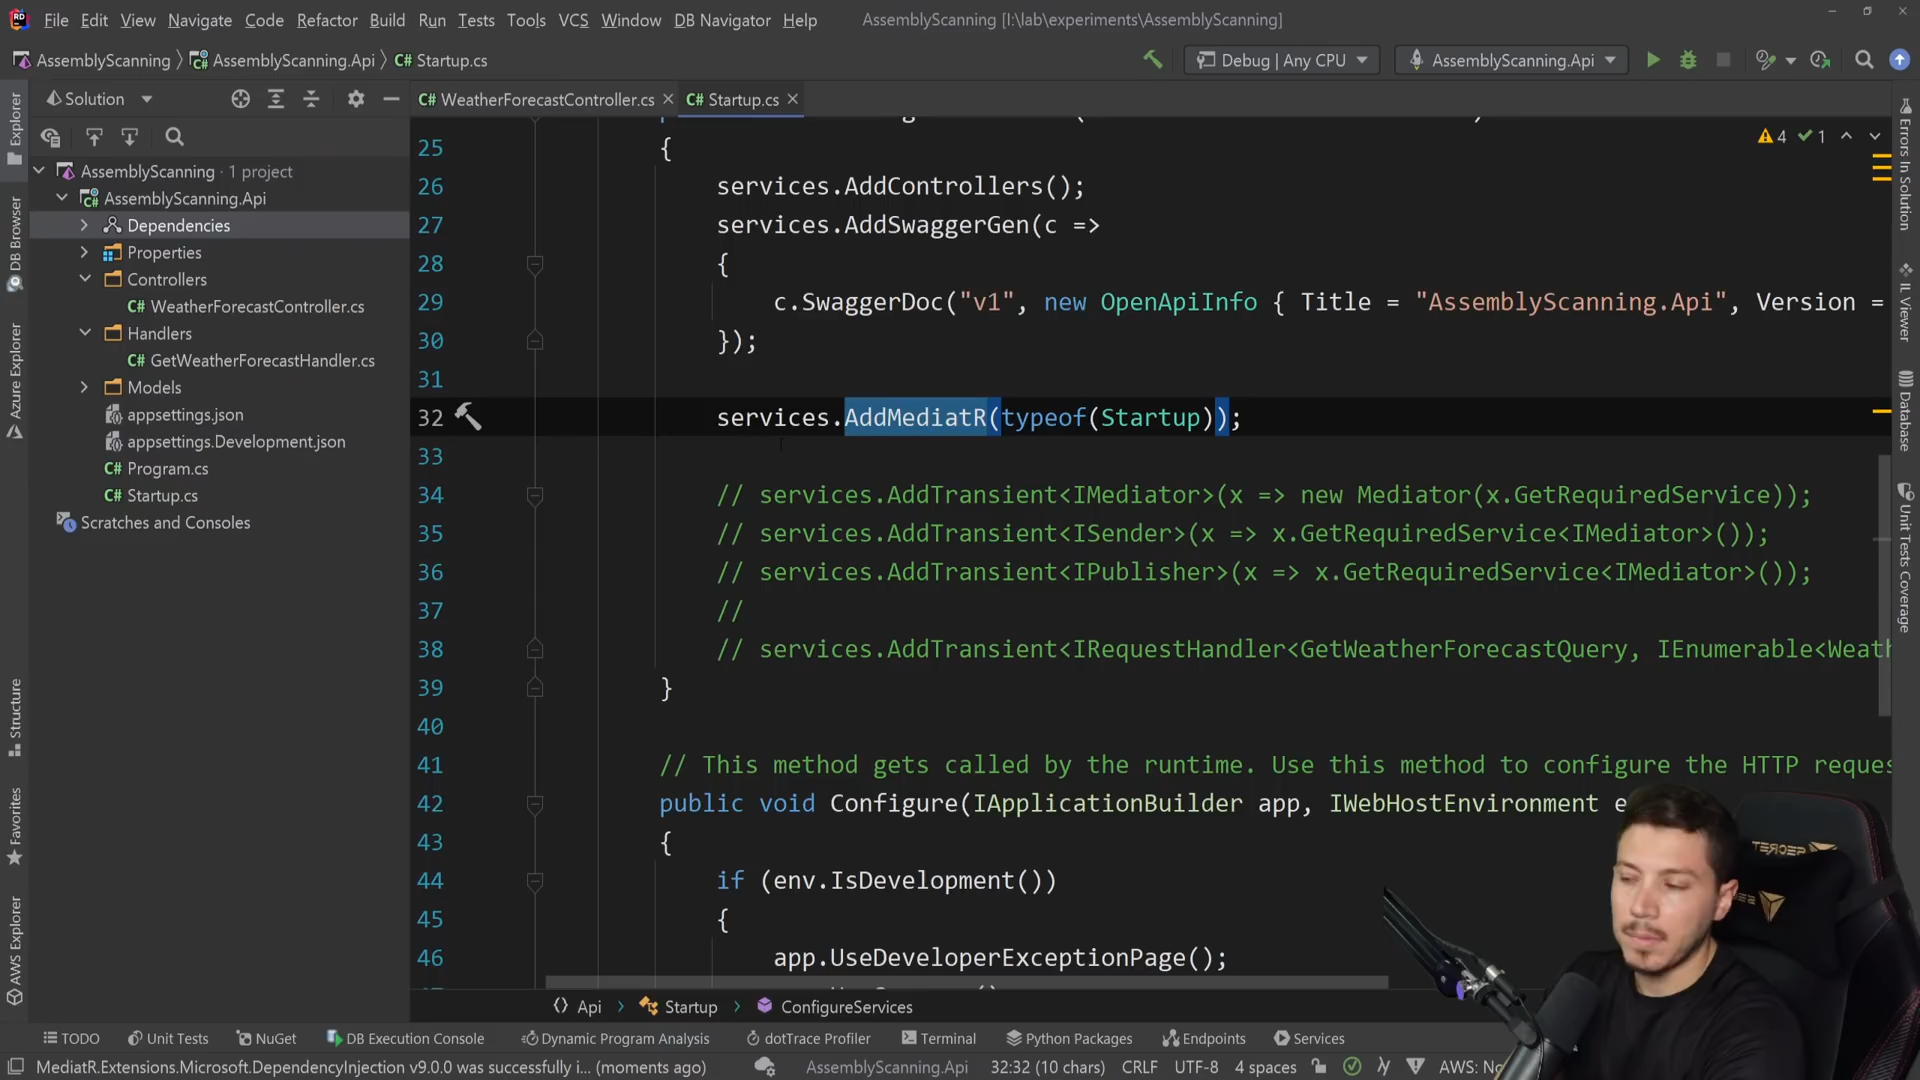 File Edit View Navigate Code Refactor Build Run Tests Tools VCS Window DB Navigator Help AssemblyScanning [I:\lab\experiments\AssemblyScanning]
AssemblyScanning AssemblyScanning.Api C# Startup.cs Debug | Any CPU AssemblyScanning.Api
Solution
C# WeatherForecastController.cs C# Startup.cs
AssemblyScanning · 1 project
AssemblyScanning.Api
Dependencies
Properties
Controllers
C# WeatherForecastController.cs
Handlers
C# GetWeatherForecastHandler.cs
Models
appsettings.json
appsettings.Development.json
C# Program.cs
C# Startup.cs
Scratches and Consoles
Explorer
DB Browser
Azure Explorer
Structure
Favorites
AWS Explorer
4 1
25 {
26 services.AddControllers();
27 services.AddSwaggerGen(c =>
28 {
29 c.SwaggerDoc("v1", new OpenApiInfo { Title = "AssemblyScanning.Api", Version =
30 });
31
32 services.AddMediatR(typeof(Startup));
33
34 // services.AddTransient<IMediator>(x => new Mediator(x.GetRequiredService));
35 // services.AddTransient<ISender>(x => x.GetRequiredService<IMediator>());
36 // services.AddTransient<IPublisher>(x => x.GetRequiredService<IMediator>());
37 //
38 // services.AddTransient<IRequestHandler<GetWeatherForecastQuery, IEnumerable<Weath
39 }
40
41 // This method gets called by the runtime. Use this method to configure the HTTP reques
42 public void Configure(IApplicationBuilder app, IWebHostEnvironment e
43 {
44 if (env.IsDevelopment())
45 {
46 app.UseDeveloperExceptionPage();
Errors In Solution
IL Viewer
Database
Unit Tests Coverage
SECRET
Api Startup ConfigureServices
TODO Unit Tests NuGet DB Execution Console Dynamic Program Analysis dotTrace Profiler Terminal Python Packages Endpoints Services
MediatR.Extensions.Microsoft.DependencyInjection v9.0.0 was successfully i... (moments ago) AssemblyScanning.Api 32:32 (10 chars) CRLF UTF-8 4 spaces AWS: No